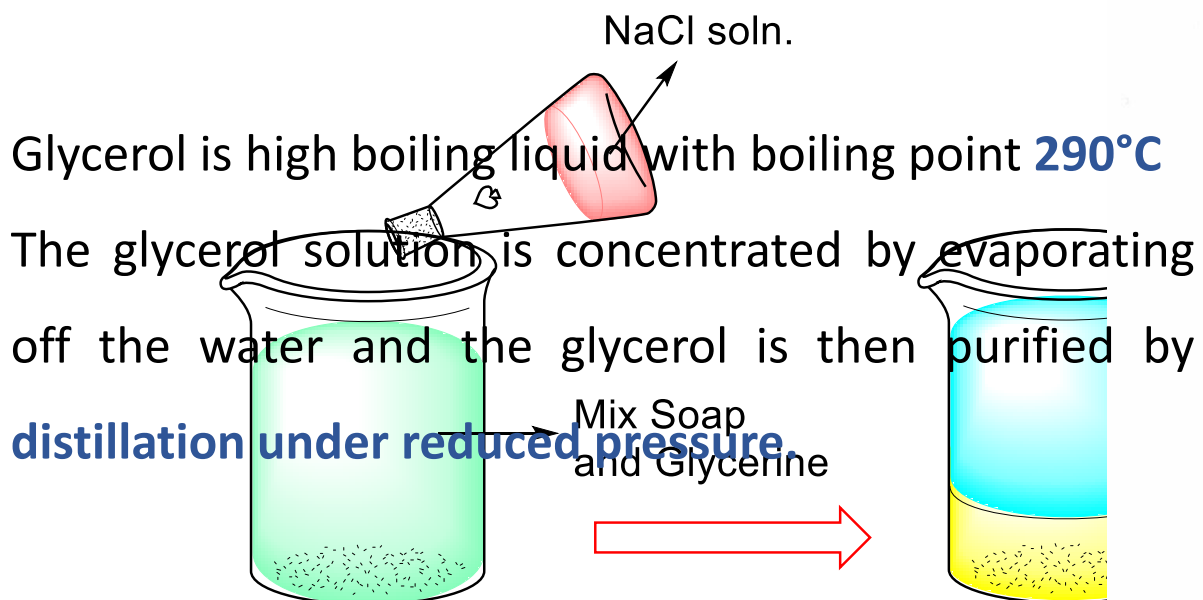 NaCl soln.
Glycerol is high boiling liquid with boiling point 290°C
The glycerol solution is concentrated by evaporating
off the water and the glycerol is then purified by
distillation under reduced pressure.
Mix Soap
and Glycerine